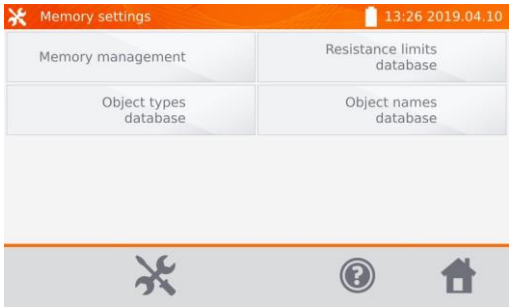 Memory settings
13:26 2019.04.10
Memory management
Resistance limits
database
Object types
database
Object names
database
?